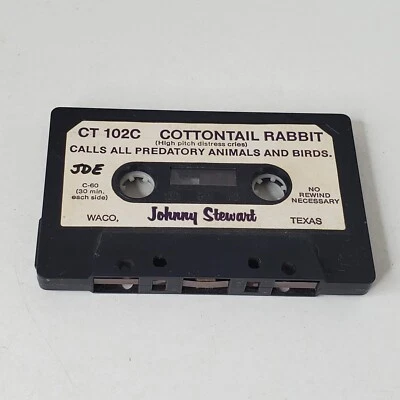 CT 102C COTTONTAIL RABBIT
(High pitch distress cries)
CALLS ALL PREDATORY ANIMALS AND BIRDS.
JOE
C-60
(30 min.
each side)
NO
REWIND
NECESSARY
WACO,
Johnny Stewart
TEXAS